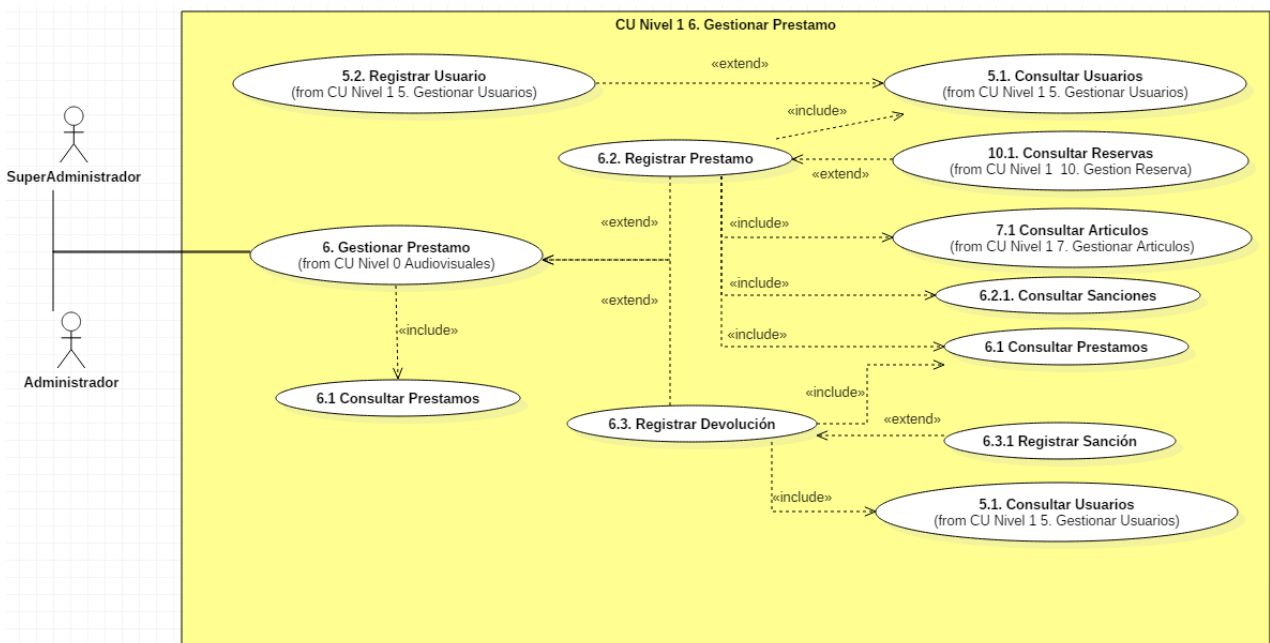 CU Nivel 1 6. Gestionar Prestamo
5.2. Registrar Usuario
(from CU Nivel 1 5. Gestionar Usuarios)
«extend»
5.1. Consultar Usuarios
(from CU Nivel 1 5. Gestionar Usuarios)
«include»
6.2. Registrar Prestamo
10.1. Consultar Reservas
(from CU Nivel 1  10. Gestion Reserva)
«extend»
SuperAdministrador
«extend»
«include»
7.1 Consultar Articulos
(from CU Nivel 1 7. Gestionar Articulos)
6. Gestionar Prestamo
(from CU Nivel 0 Audiovisuales)
«include»
6.2.1. Consultar Sanciones
«extend»
«include»
«include»
6.1 Consultar Prestamos
Administrador
6.1 Consultar Prestamos
«include»
6.3. Registrar Devolución
«extend»
6.3.1 Registrar Sanción
«include»
5.1. Consultar Usuarios
(from CU Nivel 1 5. Gestionar Usuarios)